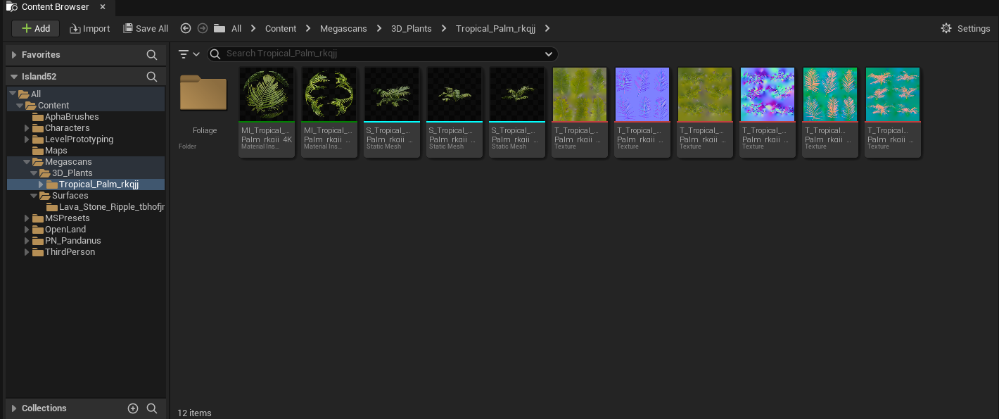 Content Browser
Add
Import
Save All
All
Content
Megascans
3D_Plants
Tropical_Palm_rkqjj
Settings
Favorites
Island52
All
Content
AphaBrushes
Characters
LevelPrototyping
Maps
Megascans
3D_Plants
Tropical_Palm_rkqjj
Surfaces
Lava_Stone_Ripple_tbhofjr
MSPresets
OpenLand
PN_Pandanus
ThirdPerson
Collections
Search Tropical_Palm_rkqjj
Foliage
Folder
MI_Tropical_...
Palm_rkqjj_4K
Material Ins...
MI_Tropical_...
Palm_rkqjj_...
Material Ins...
S_Tropical_...
Palm_rkqjj_...
Static Mesh
S_Tropical_...
Palm_rkqjj_...
Static Mesh
S_Tropical_...
Palm_rkqjj_...
Static Mesh
T_Tropical_...
Palm_rkqjj_...
Texture
T_Tropical_...
Palm_rkqjj_...
Texture
T_Tropical_...
Palm_rkqjj_...
Texture
T_Tropical_...
Palm_rkqjj_...
Texture
T_Tropical_...
Palm_rkqjj_...
Texture
T_Tropical_...
Palm_rkqjj_...
Texture
12 items